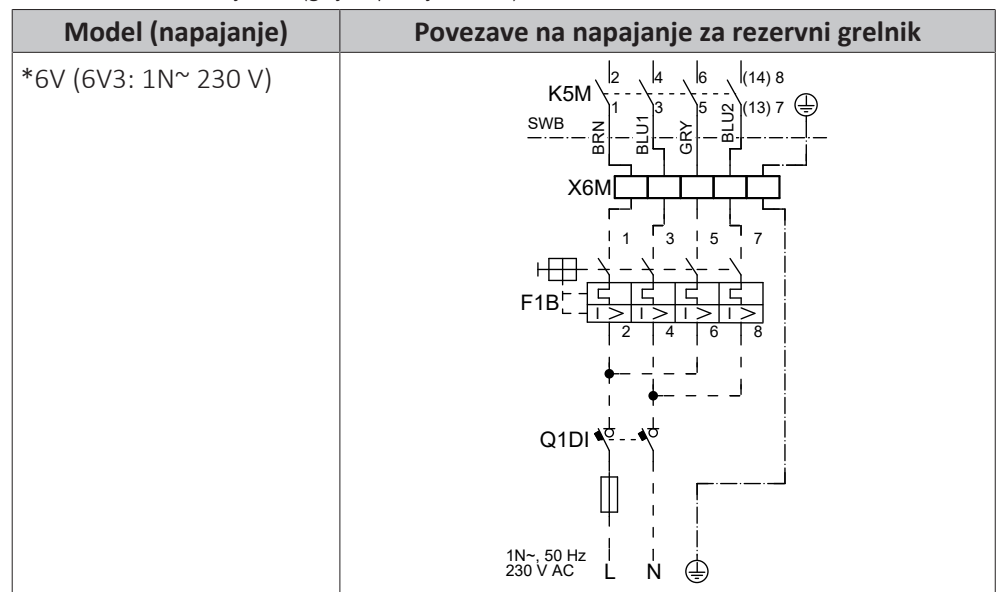 Model (napajanje) Povezave na napajanje za rezervni grelnik
*6V (6V3: 1N~ 230 V)
2 4 6 (14) 8
K5M
1 3 5 (13) 7
SWB
BRN BLU1 GRY BLU2
X6M
1 3 5 7
F1B
I > I > I > I >
2 4 6 8
Q1DI
1N~, 50 Hz
230 V AC L N